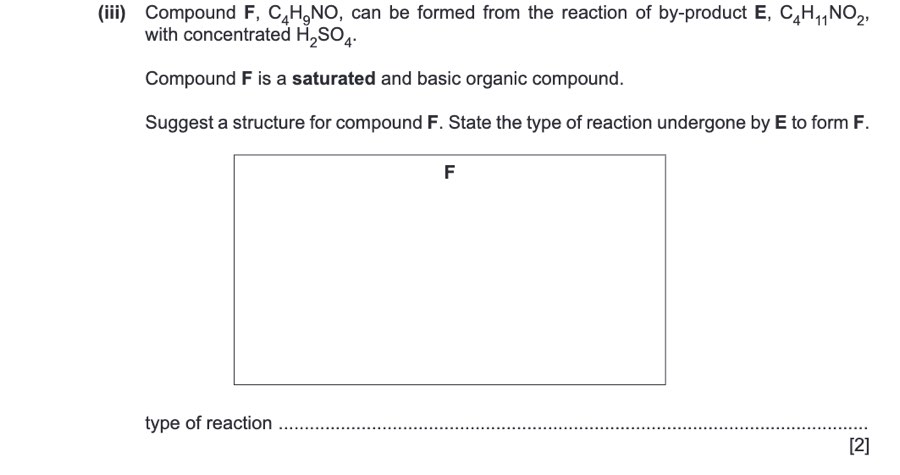 (iii) Compound F, C₄H₉NO, can be formed from the reaction of by-product E, C₄H₁₁NO₂,
with concentrated H₂SO₄.
Compound F is a saturated and basic organic compound.
Suggest a structure for compound F. State the type of reaction undergone by E to form F.
F
type of reaction ............................................................
[2]